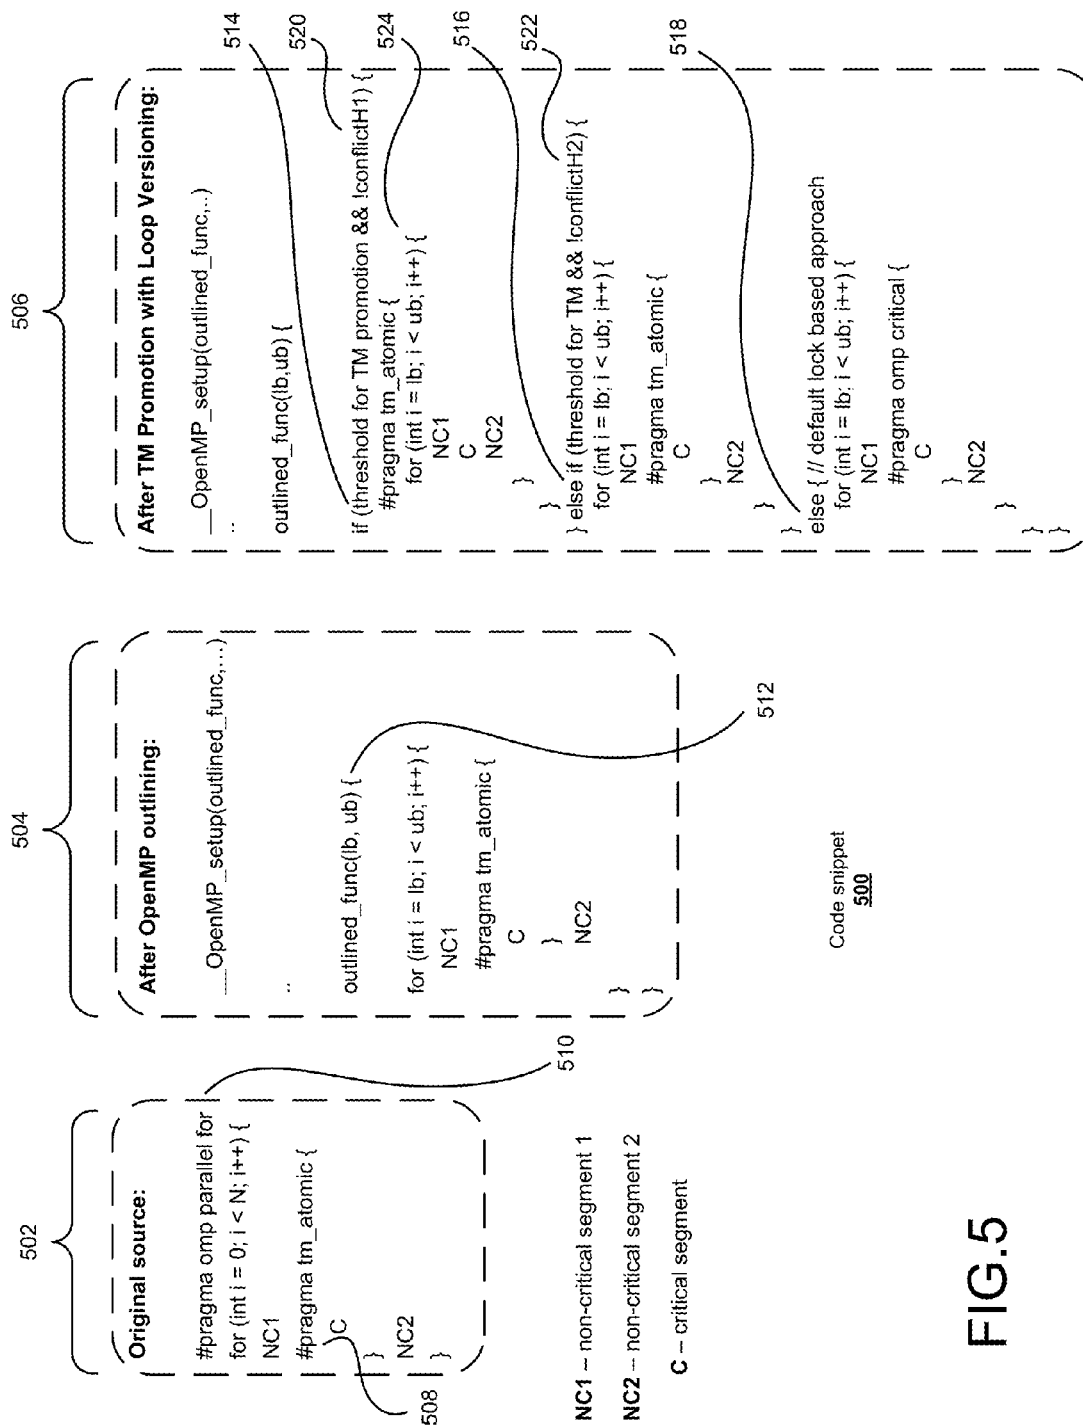 502
Original source:
#pragma omp parallel for
for (int i = 0; i < N; i++) {
NC1
#pragma tm_atomic {
C
}
NC2
}
508
510
NC1 – non-critical segment 1
NC2 – non-critical segment 2
C – critical segment
504
After OpenMP outlining:
__OpenMP_setup(outlined_func,...)
..
outlined_func(lb, ub) {
for (int i = lb; i < ub; i++) {
NC1
#pragma tm_atomic {
C
}
NC2
}
}
512
Code snippet
500
506
After TM Promotion with Loop Versioning:
__OpenMP_setup(outlined_func,..)
..
outlined_func(lb,ub) {
if (threshold for TM promotion && !conflictH1) {
#pragma tm_atomic {
for (int i = lb; i < ub; i++) {
NC1
C
NC2
}
}
} else if (threshold for TM && !conflictH2) {
for (int i = lb; i < ub; i++) {
NC1
#pragma tm_atomic {
C
}
NC2
}
}
else { // default lock based approach
for (int i = lb; i < ub; i++) {
NC1
#pragma omp critical {
C
}
NC2
}
}
}
514
520
524
516
522
518
FIG.5